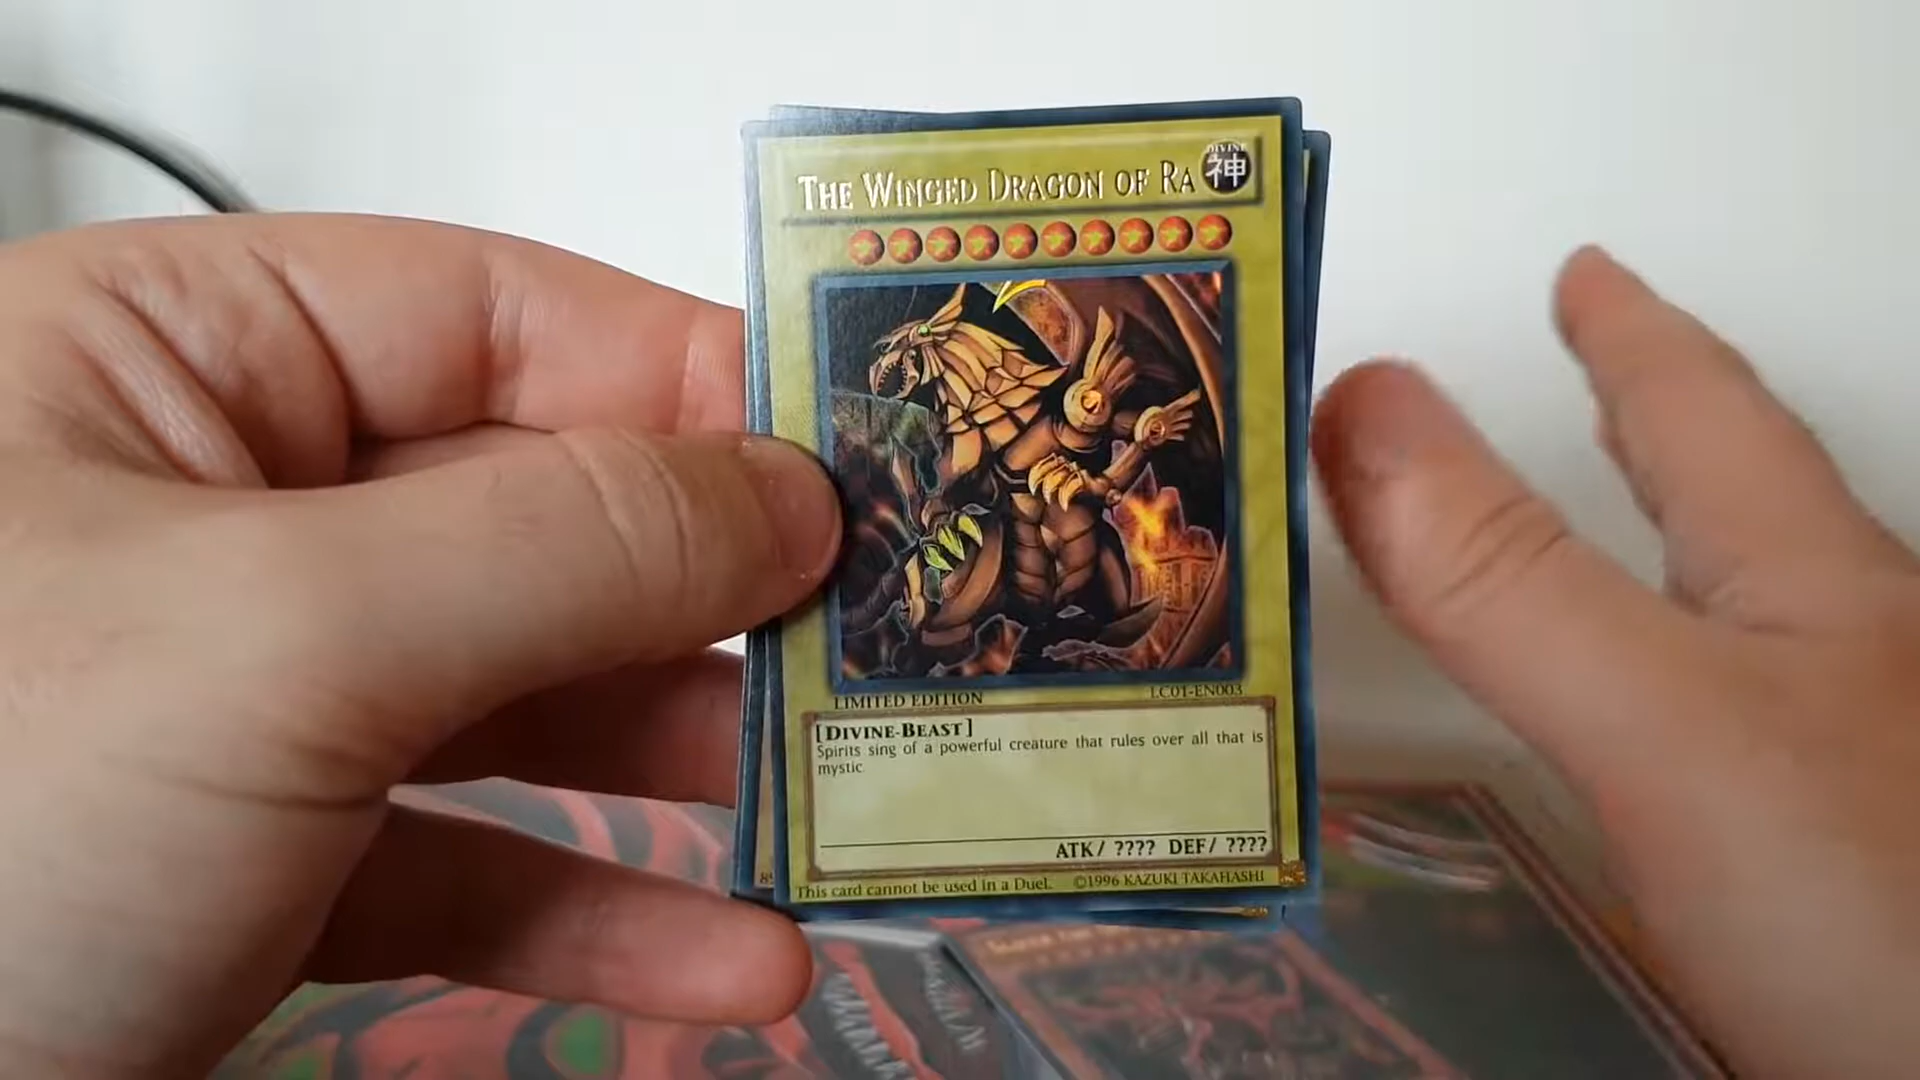 THE WINGED DRAGON OF RA
DIVINE
神
LIMITED EDITION
LC01-EN003
[DIVINE-BEAST]
Spirits sing of a powerful creature that rules over all that is
mystic.
ATK/ ???? DEF/ ????
This card cannot be used in a Duel.
©1996 KAZUKI TAKAHASHI